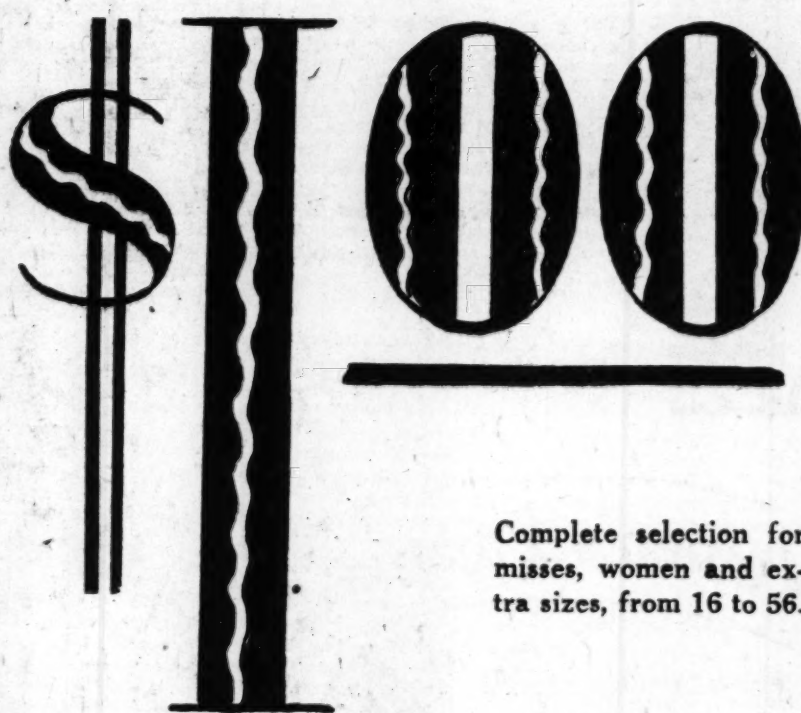 $1 00
Complete selection for
misses, women and ex-
tra sizes, from 16 to 56.